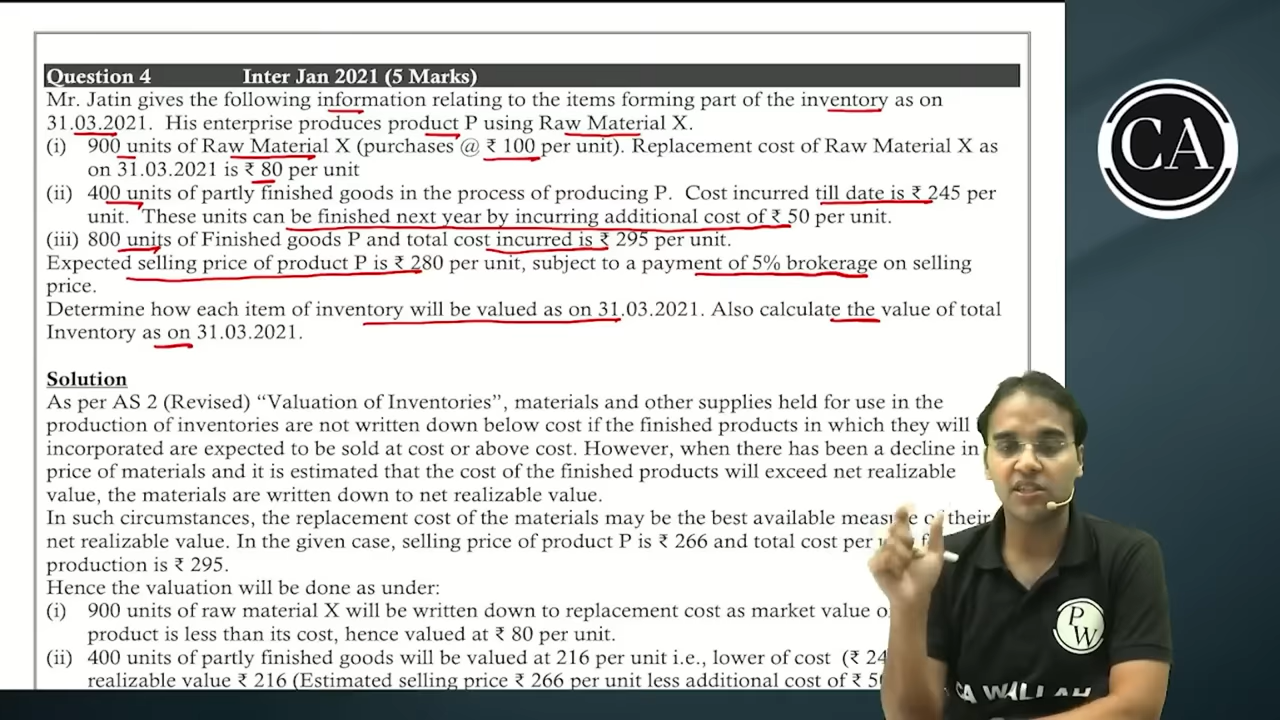 Question 4 Inter Jan 2021 (5 Marks)
Mr. Jatin gives the following information relating to the items forming part of the inventory as on
31.03.2021. His enterprise produces product P using Raw Material X.
(i) 900 units of Raw Material X (purchases @ ₹ 100 per unit). Replacement cost of Raw Material X as
on 31.03.2021 is ₹ 80 per unit
(ii) 400 units of partly finished goods in the process of producing P. Cost incurred till date is ₹ 245 per
unit. These units can be finished next year by incurring additional cost of ₹ 50 per unit.
(iii) 800 units of Finished goods P and total cost incurred is ₹ 295 per unit.
Expected selling price of product P is ₹ 280 per unit, subject to a payment of 5% brokerage on selling
price.
Determine how each item of inventory will be valued as on 31.03.2021. Also calculate the value of total
Inventory as on 31.03.2021.
Solution
As per AS 2 (Revised) “Valuation of Inventories”, materials and other supplies held for use in the
production of inventories are not written down below cost if the finished products in which they will
incorporated are expected to be sold at cost or above cost. However, when there has been a decline in
price of materials and it is estimated that the cost of the finished products will exceed net realizable
value, the materials are written down to net realizable value.
In such circumstances, the replacement cost of the materials may be the best available measure of their
net realizable value. In the given case, selling price of product P is ₹ 266 and total cost per
production is ₹ 295.
Hence the valuation will be done as under:
(i) 900 units of raw material X will be written down to replacement cost as market value
product is less than its cost, hence valued at ₹ 80 per unit.
(ii) 400 units of partly finished goods will be valued at 216 per unit i.e., lower of cost (₹
realizable value ₹ 216 (Estimated selling price ₹ 266 per unit less additional cost of ₹
CA
PW
CA WALLAH